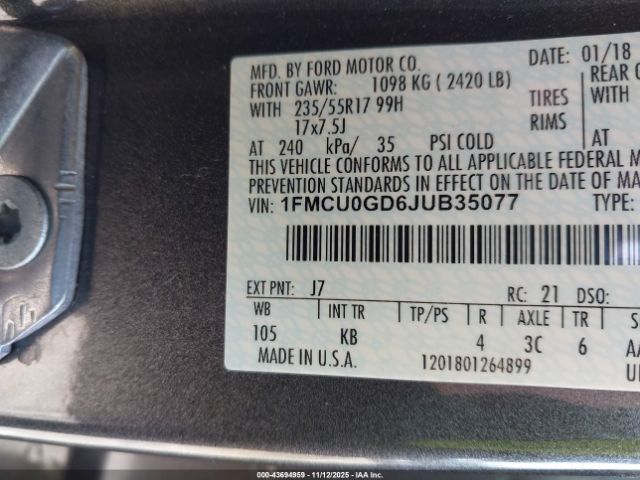 MFD. BY FORD MOTOR CO.
DATE: 01/18
FRONT GAWR: 1098 KG ( 2420 LB)
REAR
WITH 235/55R17 99H TIRES WITH
17x7.5J RIMS
AT 240 kPa/ 35 PSI COLD AT
THIS VEHICLE CONFORMS TO ALL APPLICABLE FEDERAL
PREVENTION STANDARDS IN EFFECT ON THE DATE OF
VIN: 1FMCU0GD6JUB35077 TYPE:
EXT PNT: J7 RC: 21 DSO:
WB INT TR TP/PS R AXLE TR S
105 KB 4 3C 6
MADE IN U.S.A. 1201801264899
00-43694959 - 11/12/2025 - COPYRIGHT IAA, INC.